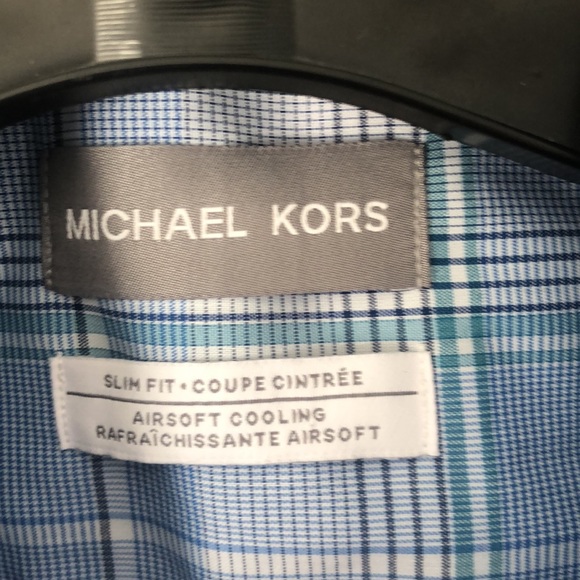 MICHAEL KORS
SLIM FIT • COUPE CINTRÉE
AIRSOFT COOLING
RAFRAÎCHISSANTE AIRSOFT